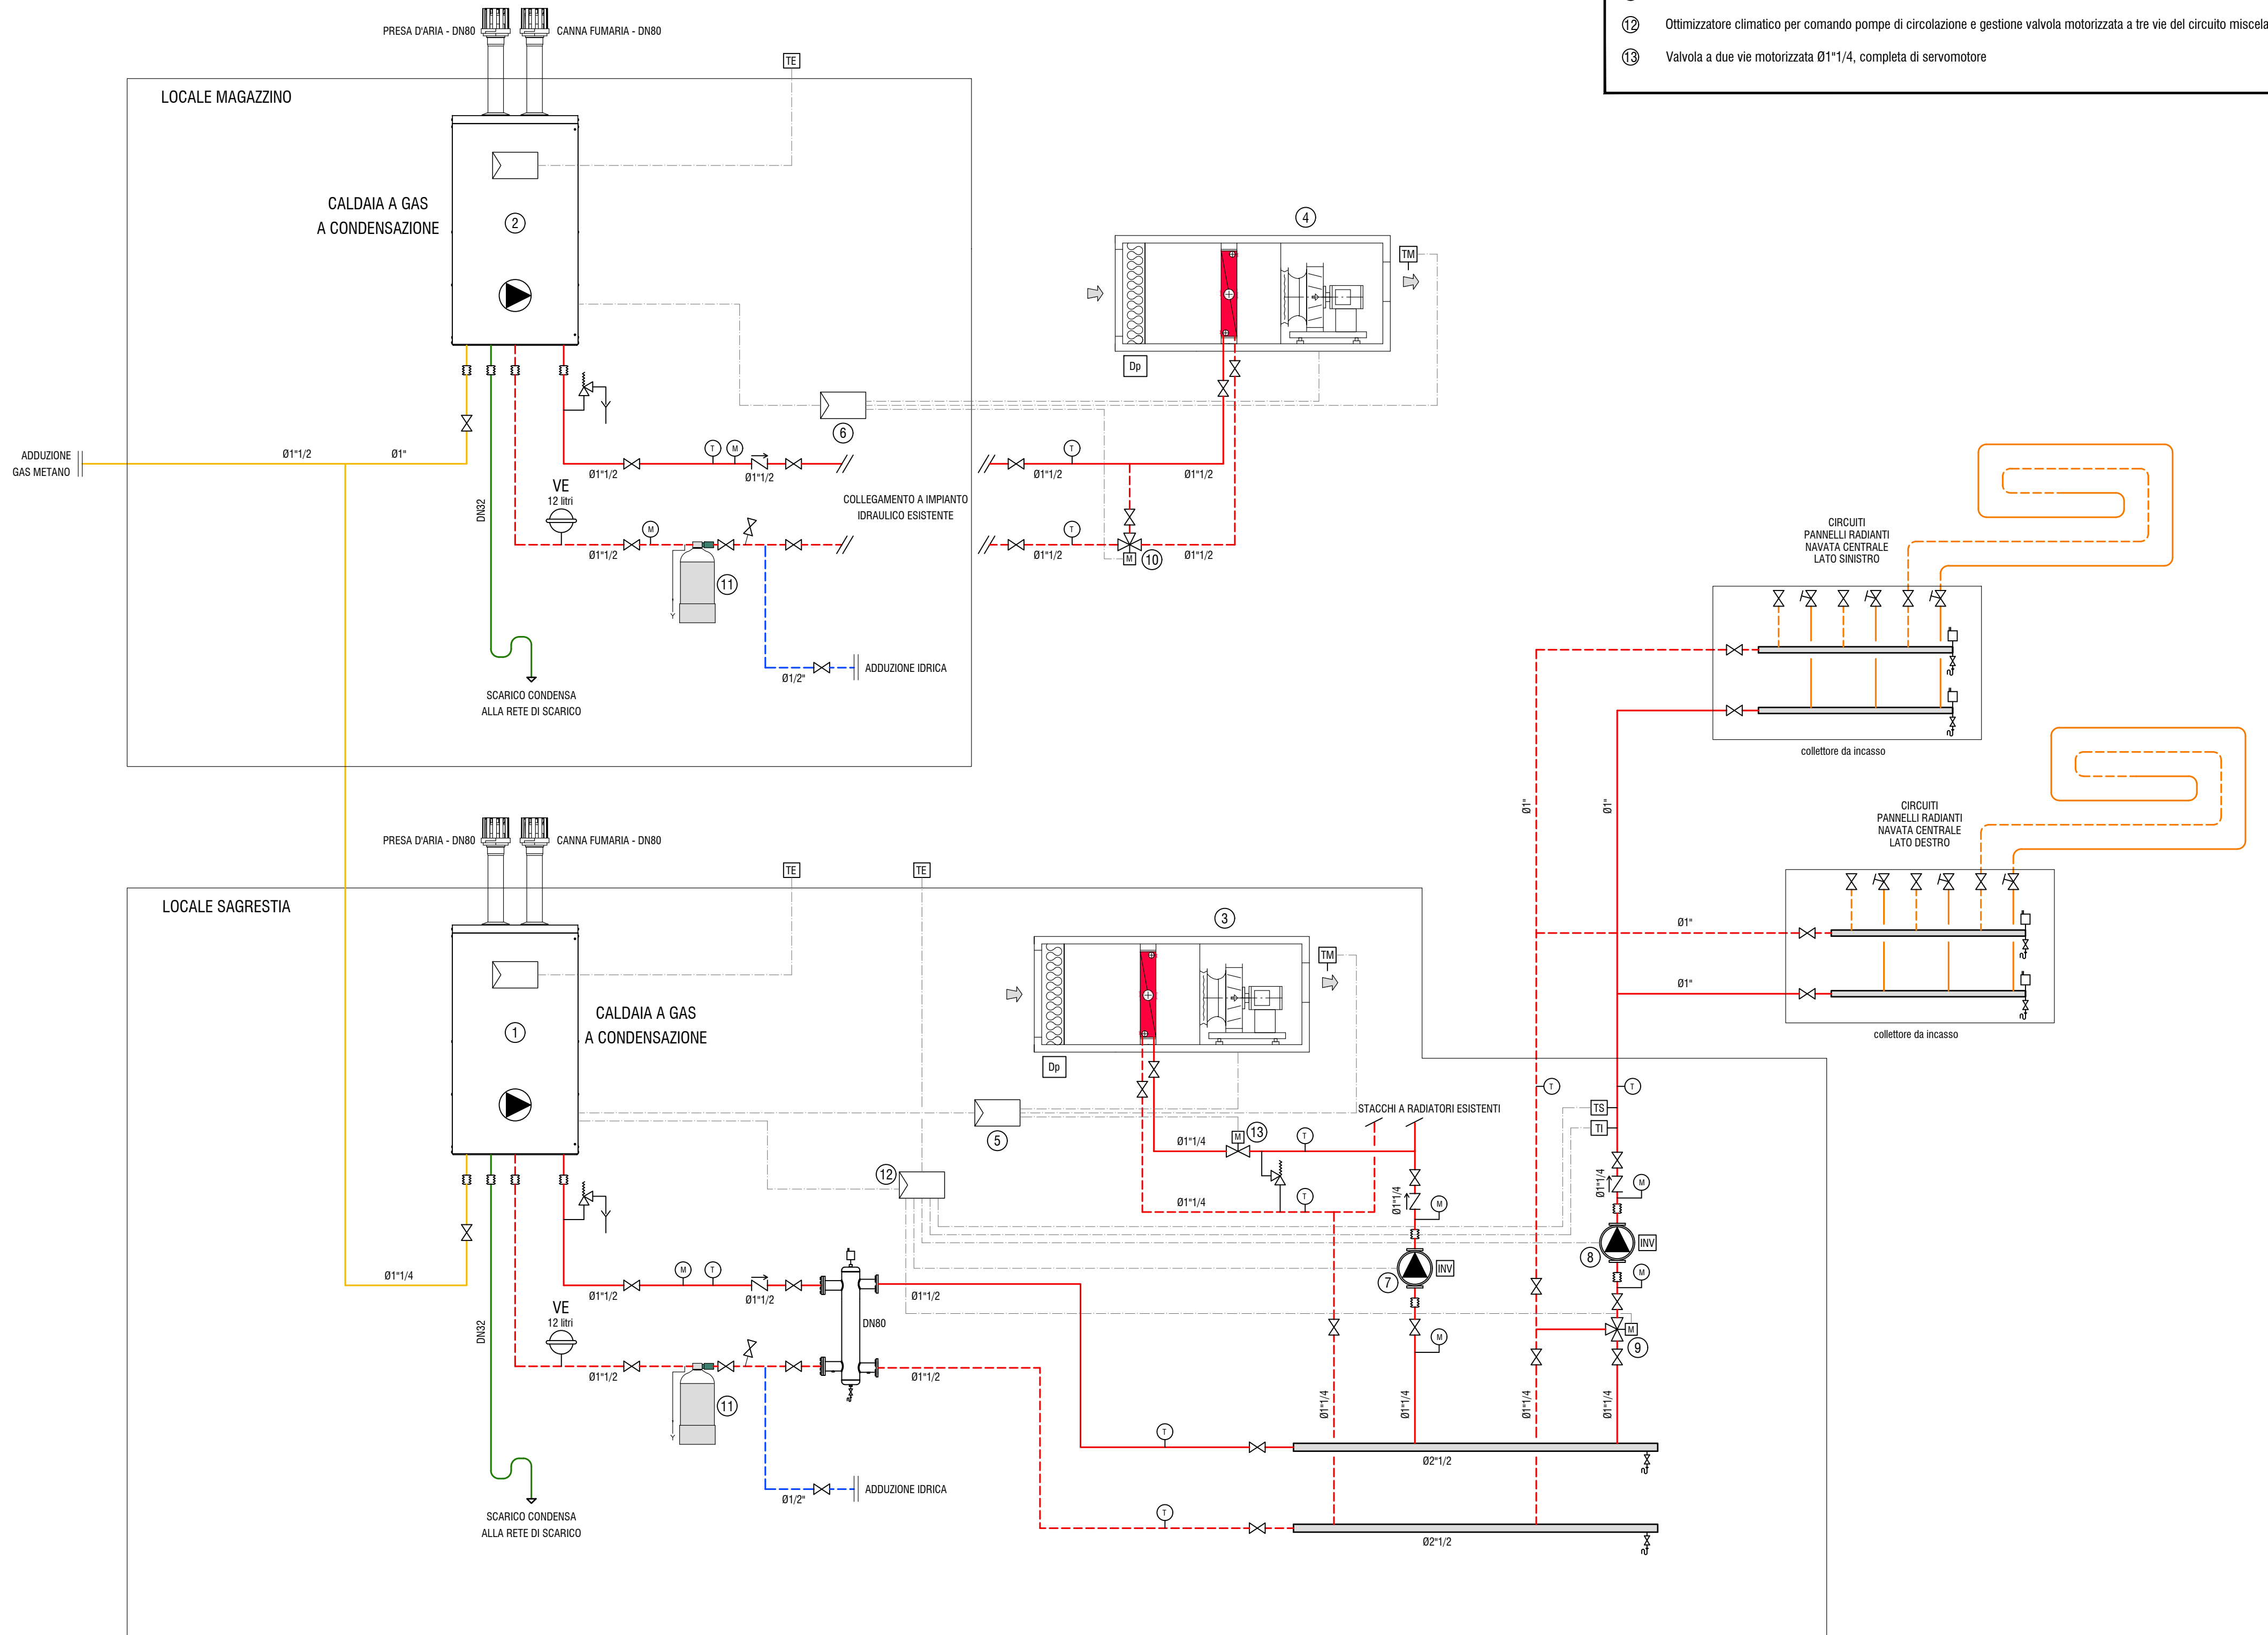 ⑫ Ottimizzatore climatico per comando pompe di circolazione e gestione valvola motorizzata a tre vie del circuito miscela
⑬ Valvola a due vie motorizzata Ø1"1/4, completa di servomotore
PRESA D'ARIA - DN80
CANNA FUMARIA - DN80
TE
LOCALE MAGAZZINO
CALDAIA A GAS
A CONDENSAZIONE
2
4
TM
Dp
6
ADDUZIONE
GAS METANO
Ø1"1/2
Ø1"
T
M
Ø1"1/2
Ø1"1/2
T
Ø1"1/2
Ø1"1/2
VE
12 litri
DN32
COLLEGAMENTO A IMPIANTO
IDRAULICO ESISTENTE
M
Ø1"1/2
T
Ø1"1/2
M
10
11
Y
Ø1/2"
ADDUZIONE IDRICA
SCARICO CONDENSA
ALLA RETE DI SCARICO
CIRCUITI
PANNELLI RADIANTI
NAVATA CENTRALE
LATO SINISTRO
collettore da incasso
Ø1"
Ø1"
CIRCUITI
PANNELLI RADIANTI
NAVATA CENTRALE
LATO DESTRO
Ø1"
Ø1"
collettore da incasso
PRESA D'ARIA - DN80
CANNA FUMARIA - DN80
TE
TE
LOCALE SAGRESTIA
CALDAIA A GAS
A CONDENSAZIONE
1
3
TM
Dp
5
12
STACCHI A RADIATORI ESISTENTI
M
13
T
Ø1"1/4
T
Ø1"1/4
T
T
TS
TI
Ø1"1/4
M
Ø1"1/4
M
7
INV
8
INV
M
M
M
9
Ø1"1/4
Ø1"1/4
Ø1"1/4
Ø1"1/4
Ø1"1/4
M
T
Ø1"1/2
Ø1"1/2
Ø1"1/2
DN80
VE
12 litri
DN32
Ø1"1/2
Ø1"1/2
11
Y
Ø1/2"
ADDUZIONE IDRICA
T
Ø2"1/2
T
Ø2"1/2
SCARICO CONDENSA
ALLA RETE DI SCARICO